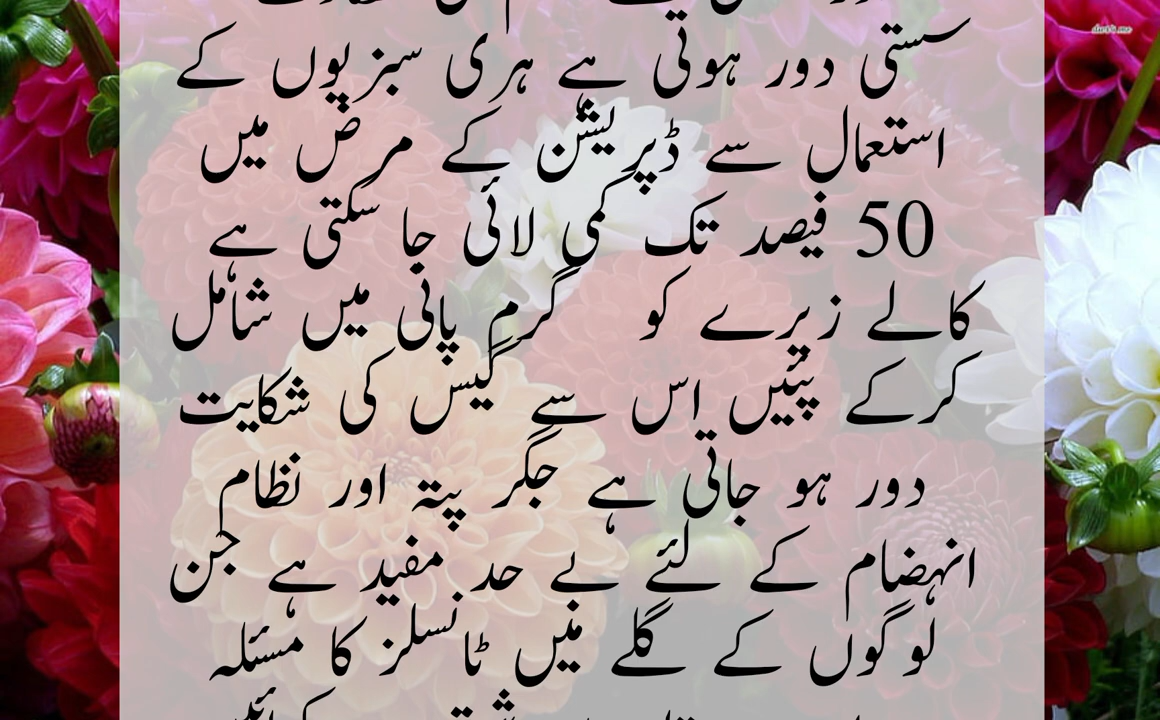 سستی دور ہوتی ہے ہری سبزیوں کے
استعمال سے ڈپریشن کے مرض میں
50 فیصد تک کمی لائی جا سکتی ہے
کالے زیرے کو گرم پانی میں شامل
کرکے پئیں اس سے گیس کی شکایت
دور ہو جاتی ہے جگر پتہ اور نظام
انہضام کے لئے بے حد مفید ہے جن
لوگوں کے گلے میں ٹانسلز کا مسئلہ